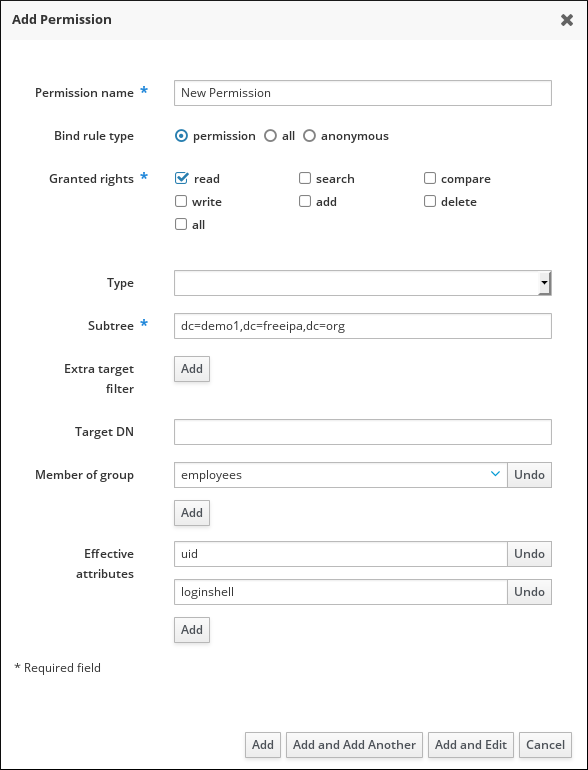 Add Permission
Permission name *
New Permission
Bind rule type
permission all anonymous
Granted rights *
read search compare
write add delete
all
Type
Subtree *
dc=demo1,dc=freeipa,dc=org
Extra target
filter
Add
Target DN
Member of group
employees Undo
Add
Effective
attributes
uid Undo
loginshell Undo
Add
* Required field
Add Add and Add Another Add and Edit Cancel